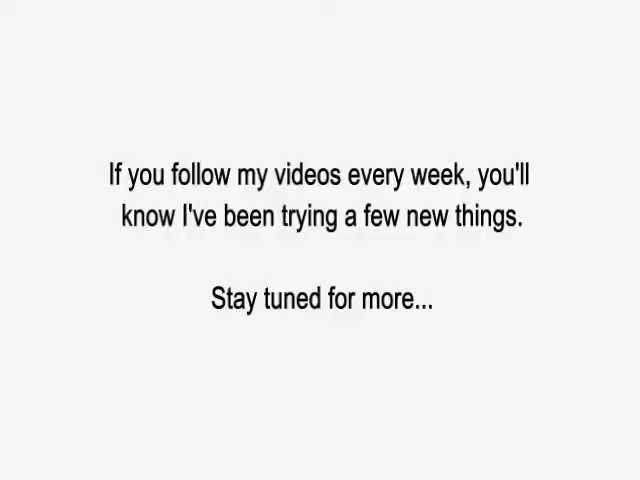 If you follow my videos every week, you'll
know I've been trying a few new things.
Stay tuned for more...